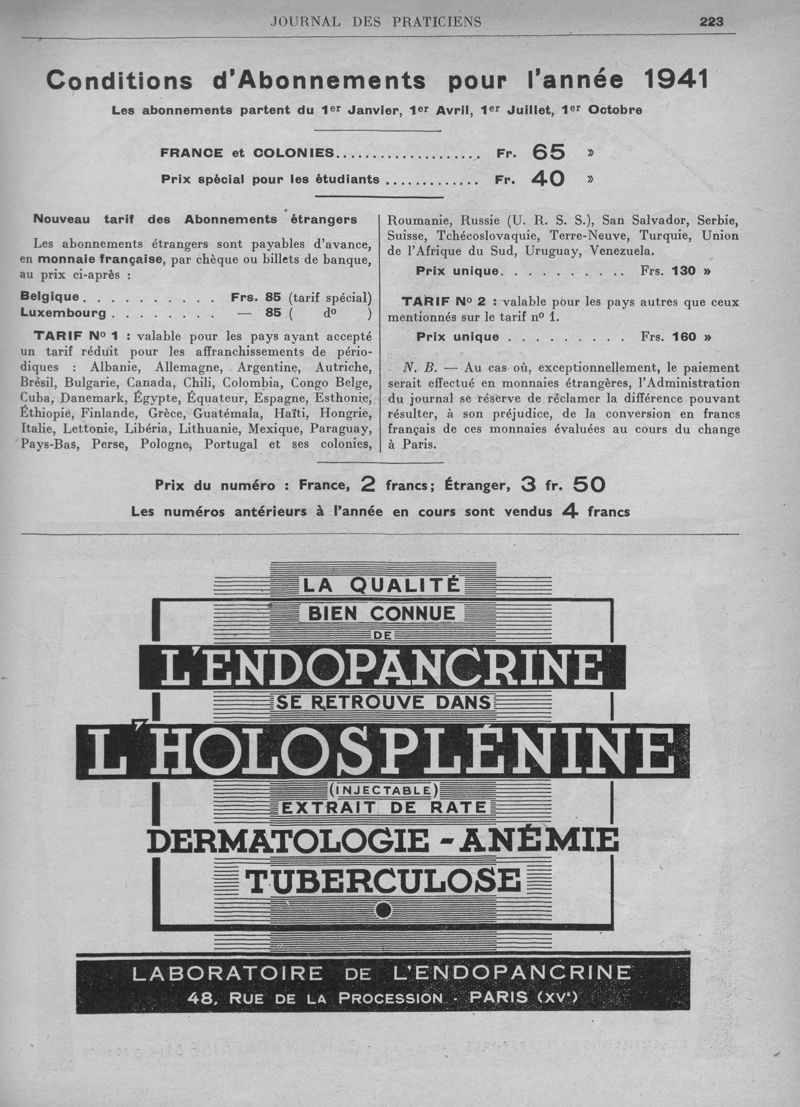 JOURNAL DES PRATICIENS 223
Conditions d'Abonnements pour l'année 1941
Les abonnements partent du 1er Janvier, 1er Avril, 1er Juillet, 1er Octobre
FRANCE et COLONIES.................... Fr. 65 »
Prix spécial pour les étudiants ............. Fr. 40 »
Nouveau tarif des Abonnements étrangers
Les abonnements étrangers sont payables d'avance,
en monnaie française, par chèque ou billets de banque,
au prix ci-après :
Belgique . . . . . . . . . . Frs. 85 (tarif spécial)
Luxembourg . . . . . . . . — 85 ( do )
TARIF No 1 : valable pour les pays ayant accepté
un tarif réduit pour les affranchissements de pério-
diques : Albanie, Allemagne, Argentine, Autriche,
Brésil, Bulgarie, Canada, Chili, Colombia, Congo Belge,
Cuba, Danemark, Égypte, Équateur, Espagne, Esthonie,
Éthiopie, Finlande, Grèce, Guatémala, Haïti, Hongrie,
Italie, Lettonie, Libéria, Lithuanie, Mexique, Paraguay,
Pays-Bas, Perse, Pologne, Portugal et ses colonies,
Roumanie, Russie (U. R. S. S.), San Salvador, Serbie,
Suisse, Tchécoslovaquie, Terre-Neuve, Turquie, Union
de l'Afrique du Sud, Uruguay, Venezuela.
Prix unique. . . . . . . . . Frs. 130 »
TARIF No 2 : valable pour les pays autres que ceux
mentionnés sur le tarif no 1.
Prix unique . . . . . . . . . Frs. 160 »
N. B. — Au cas où, exceptionnellement, le paiement
serait effectué en monnaies étrangères, l'Administration
du journal se réserve de réclamer la différence pouvant
résulter, à son préjudice, de la conversion en francs
français de ces monnaies évaluées au cours du change
à Paris.
Prix du numéro : France, 2 francs; Étranger, 3 fr. 50
Les numéros antérieurs à l'année en cours sont vendus 4 francs
LA QUALITÉ
BIEN CONNUE
DE
L'ENDOPANCRINE
SE RETROUVE DANS
L'HOLOSPLÉNINE
(INJECTABLE)
EXTRAIT DE RATE
DERMATOLOGIE - ANÉMIE
TUBERCULOSE
LABORATOIRE DE L'ENDOPANCRINE
48, RUE DE LA PROCESSION · PARIS (XVe)